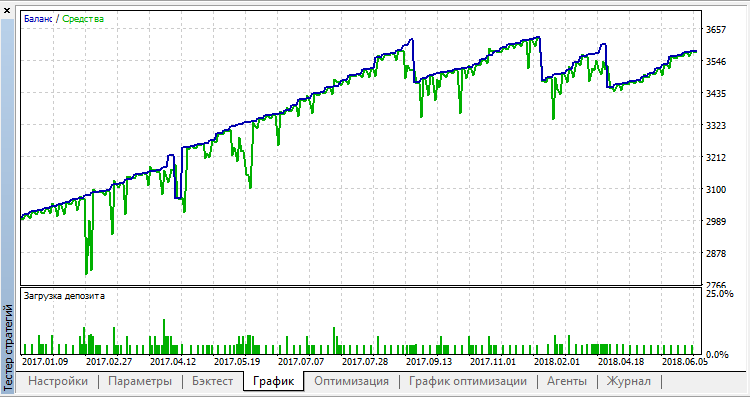 Баланс / Средства
3657
3546
3435
3323
3212
3100
2989
2878
2766
Загрузка депозита
25.0%
0.0%
2017.01.09 2017.02.27 2017.04.12 2017.05.19 2017.07.07 2017.07.28 2017.09.13 2017.11.02 2018.02.01 2018.04.18 2018.06.05
Тестер стратегий
Настройки Параметры Бэктест График Оптимизация График оптимизации Агенты Журнал